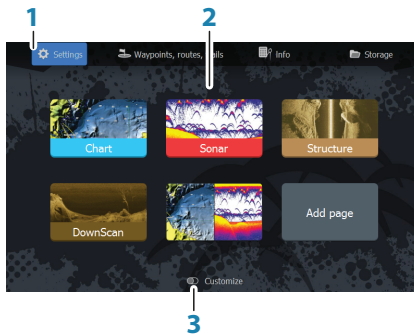 1
2
Settings
Waypoints, routes, trails
Info
Storage
Chart
Sonar
Structure
DownScan
Add page
Customize
3